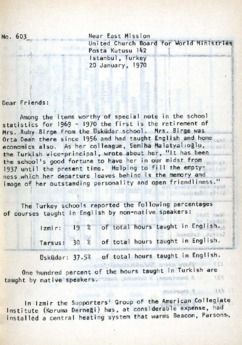 No. 603
Near East Mission
United Church Board for World Ministries
Posta Kutusu 142
Istanbul, Turkey
20 January, 1970
Dear Friends:
Among the items worthy of special note in the school
statistics for 1969 - 1970 the first is the retirement of
Mrs. Ruby Birge from the Üsküdar school. Mrs. Birge was
Orta Dean there since 1956 and had taught English and home
economics also. As her colleague, Semiha Malatyalıoğlu,
the Turkish vice-principal, wrote about her, "It has been
the school's good fortune to have her in our midst from
1937 until the present time. Helping to fill the empty-
ness which her departure leaves behind is the memory and
image of her outstanding personality and open friendliness."
The Turkey schools reported the following percentages
of courses taught in English by non-native speakers:
Izmir: 19 % of total hours taught in English.
Tarsus: 30 % of total hours taught in English.
Üsküdar: 37.5% of total hours taught in English.
One hundred percent of the hours taught in Turkish are
taught by native speakers.
In Izmir the Supporters' Group of the American Collegiate
Institute (Koruma Derneği) has, at considerable expense, had
installed a central heating system that warms Beacon, Parsons,